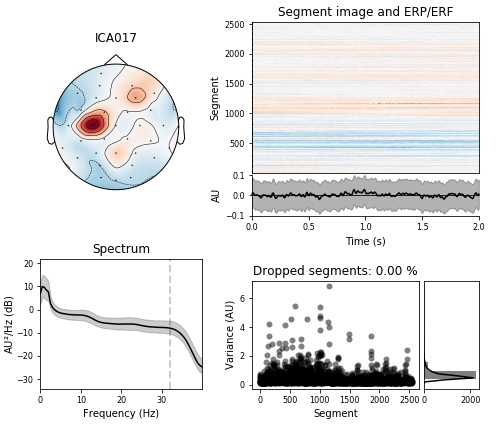 ICA017
Segment image and ERP/ERF
Segment
2500
2000
1500
1000
500
AU
0.1
0.0
−0.1
0.0 0.5 1.0 1.5 2.0
Time (s)
Spectrum
AU²/Hz (dB)
20
10
0
−10
−20
−30
0 10 20 30
Frequency (Hz)
Dropped segments: 0.00 %
Variance (AU)
6
4
2
0
0 500 1000 1500 2000 2500
Segment
0 2000